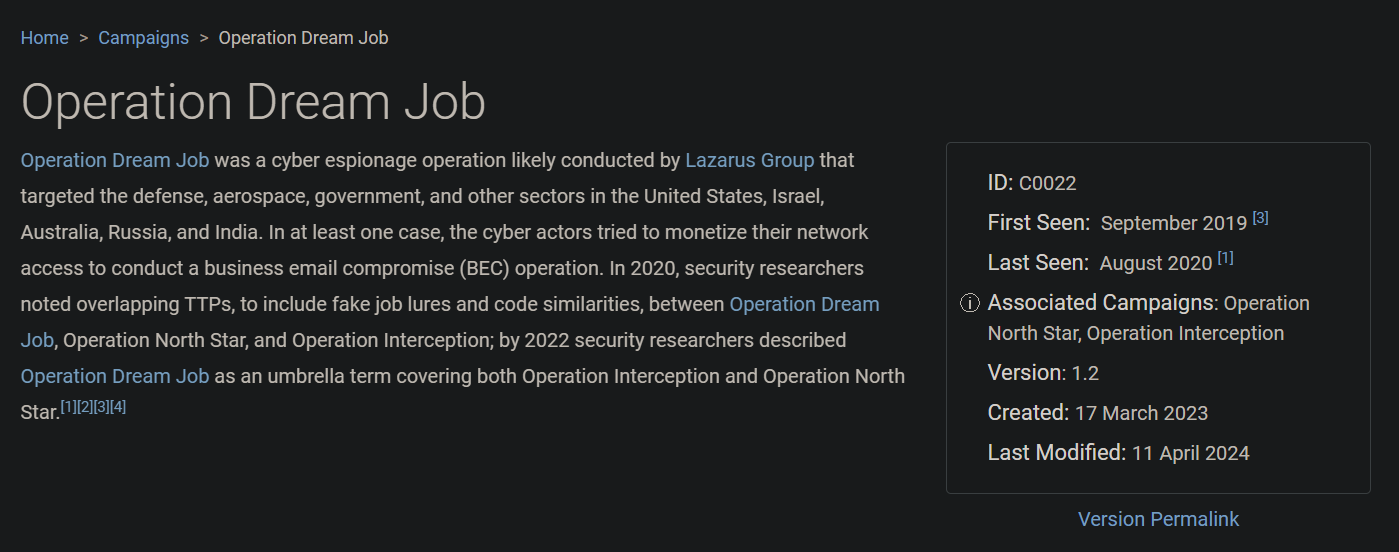 Home > Campaigns > Operation Dream Job
Operation Dream Job
Operation Dream Job was a cyber espionage operation likely conducted by Lazarus Group that
targeted the defense, aerospace, government, and other sectors in the United States, Israel,
Australia, Russia, and India. In at least one case, the cyber actors tried to monetize their network
access to conduct a business email compromise (BEC) operation. In 2020, security researchers
noted overlapping TTPs, to include fake job lures and code similarities, between Operation Dream
Job, Operation North Star, and Operation Interception; by 2022 security researchers described
Operation Dream Job as an umbrella term covering both Operation Interception and Operation North
Star.[1][2][3][4]
ID: C0022
First Seen: September 2019 [3]
Last Seen: August 2020 [1]
ⓘ Associated Campaigns: Operation
North Star, Operation Interception
Version: 1.2
Created: 17 March 2023
Last Modified: 11 April 2024
Version Permalink